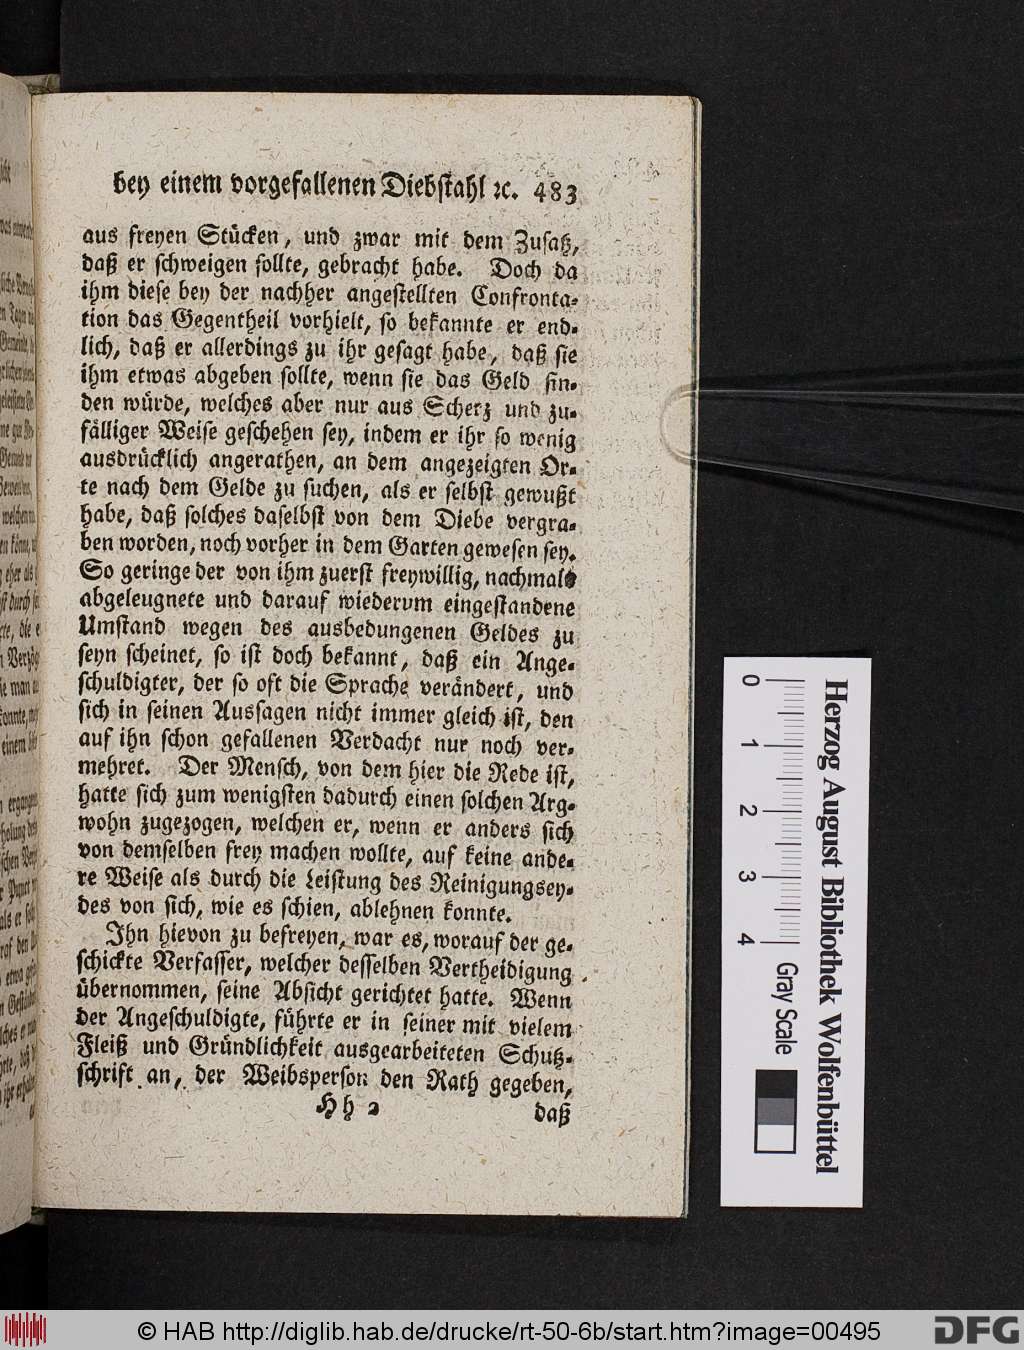 bey einem vorgefallenen Diebstahl ꝛc. 483
aus freyen Stücken, und zwar mit dem Zusatz,
daß er schweigen sollte, gebracht habe. Doch da
ihm diese bey der nachher angestellten Confronta-
tion das Gegentheil vorhielt, so bekannte er end-
lich, daß er allerdings zu ihr gesagt habe, daß sie
ihm etwas abgeben sollte, wenn sie das Geld fin-
den würde, welches aber nur aus Scherz und zu-
fälliger Weise geschehen sey, indem er ihr so wenig
ausdrücklich angerathen, an dem angezeigten Or-
te nach dem Gelde zu suchen, als er selbst gewußt
habe, daß solches daselbst von dem Diebe vergra-
ben worden, noch vorher in dem Garten gewesen sey.
So geringe der von ihm zuerst freywillig, nachmals
abgeleugnete und darauf wiederum eingestandene
Umstand wegen des ausbedungenen Geldes zu
seyn scheinet, so ist doch bekannt, daß ein Ange-
schuldigter, der so oft die Sprache verändert, und
sich in seinen Aussagen nicht immer gleich ist, den
auf ihn schon gefallenen Verdacht nur noch ver-
mehret. Der Mensch, von dem hier die Rede ist,
hatte sich zum wenigsten dadurch einen solchen Arg-
wohn zugezogen, welchen er, wenn er anders sich
von demselben frey machen wollte, auf keine ande-
re Weise als durch die Leistung des Reinigungsey-
des von sich, wie es schien, ablehnen konnte.
Ihn hievon zu befreyen, war es, worauf der ge-
schickte Verfasser, welcher desselben Vertheidigung
übernommen, seine Absicht gerichtet hatte. Wenn
der Angeschuldigte, führte er in seiner mit vielem
Fleiß und Gründlichkeit ausgearbeiteten Schutz-
schrift an, der Weibsperson den Rath gegeben,
Hh 2
daß
0 1 2 3 4
Herzog August Bibliothek Wolfenbüttel
Gray Scale
© HAB http://diglib.hab.de/drucke/rt-50-6b/start.htm?image=00495
DFG